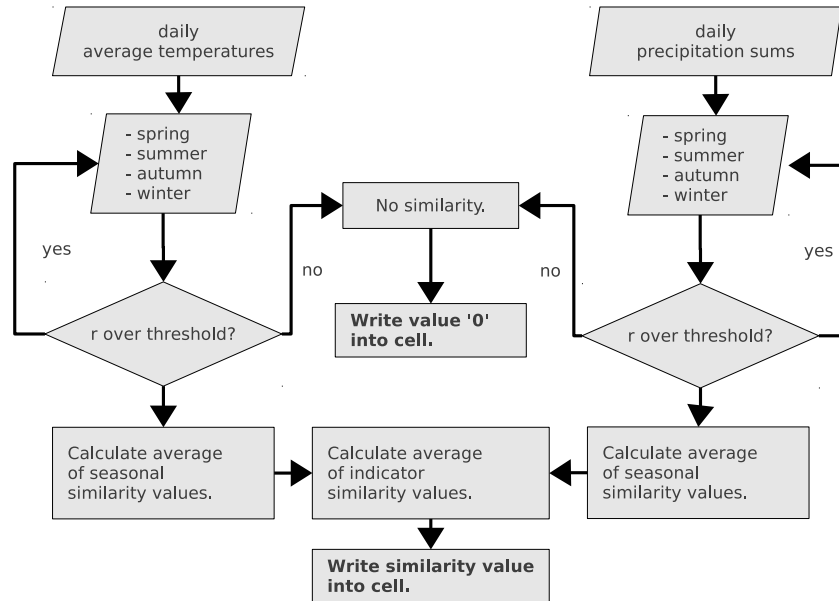 daily
average temperatures
daily
precipitation sums
- spring
- summer
- autumn
- winter
- spring
- summer
- autumn
- winter
No similarity.
yes
no
no
yes
Write value '0'
into cell.
r over threshold?
r over threshold?
Calculate average
of seasonal
similarity values.
Calculate average
of indicator
similarity values.
Calculate average
of seasonal
similarity values.
Write similarity value
into cell.